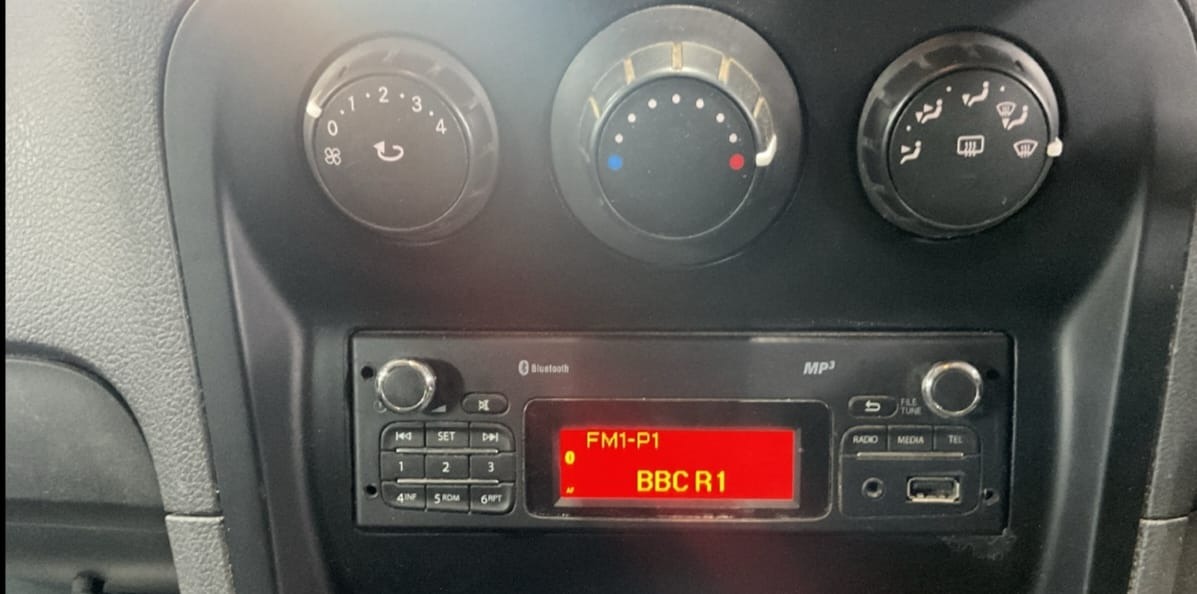 0 1 2 3 4
Bluetooth
MP3
FILE
TUNE
SET
1 2 3
4INF 5RDM 6RPT
FM1-P1
BBC R1
AF
RADIO MEDIA TEL